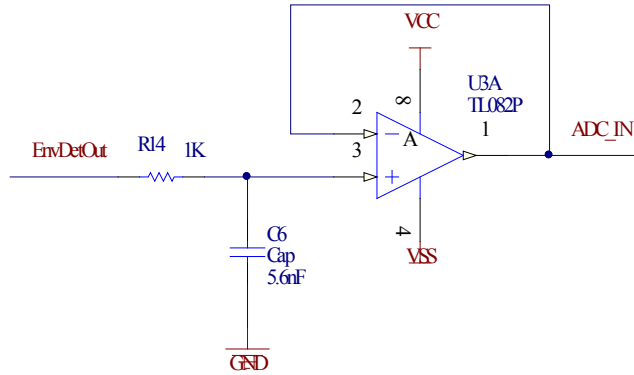 VCC
U3A
TL082P
2
8
A
1
ADC_IN
3
EnvDetOut
R14
1K
4
VSS
C6
Cap
5.6nF
GND